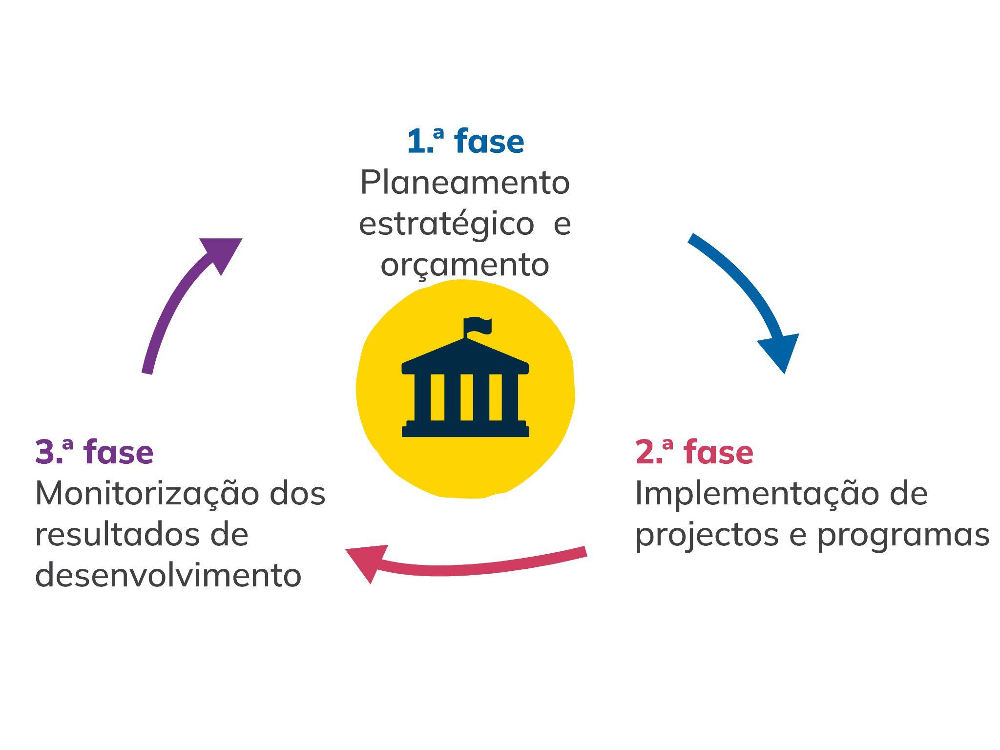 1.ª fase
Planeamento
estratégico e
orçamento
2.ª fase
Implementação de
projectos e programas
3.ª fase
Monitorização dos
resultados de
desenvolvimento